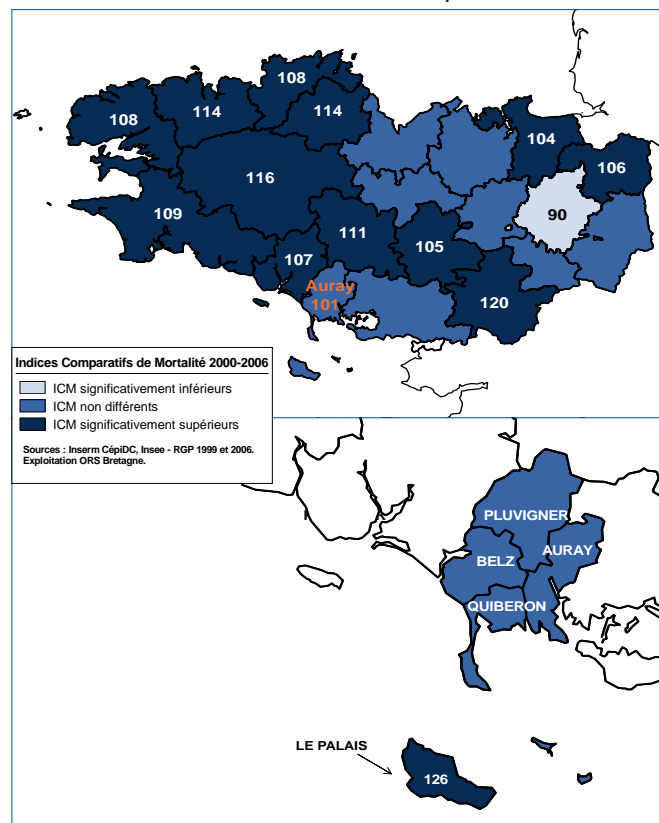 108
108
114
114
104
106
116
90
109
111
105
107
Auray
101
120
Indices Comparatifs de Mortalité 2000-2006
ICM significativement inférieurs
ICM non différents
ICM significativement supérieurs
Sources : Inserm CépiDC, Insee - RGP 1999 et 2006.
Exploitation ORS Bretagne.
PLUVIGNER
AURAY
BELZ
QUIBERON
LE PALAIS
126